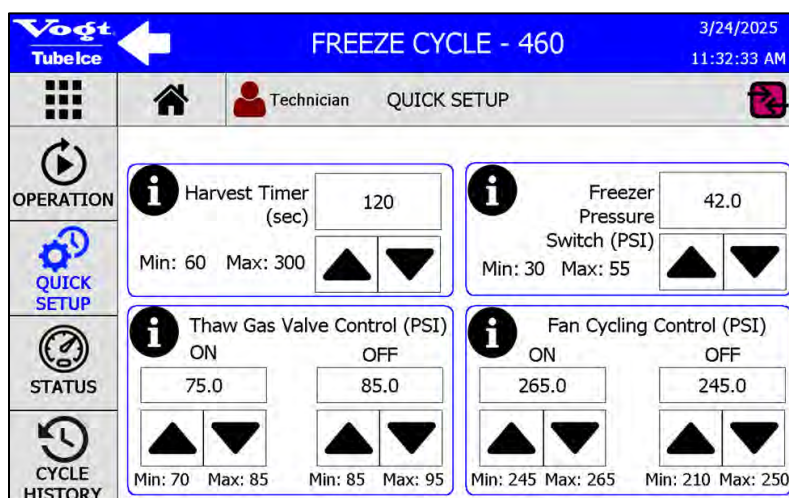 Vogt
TubeIce
FREEZE CYCLE - 460
3/24/2025
11:32:33 AM
Technician
QUICK SETUP
OPERATION
QUICK
SETUP
STATUS
CYCLE
HISTORY
Harvest Timer
(sec)
120
Min: 60 Max: 300
Freezer
Pressure
Switch (PSI)
42.0
Min: 30 Max: 55
Thaw Gas Valve Control (PSI)
ON OFF
75.0 85.0
Min: 70 Max: 85 Min: 85 Max: 95
Fan Cycling Control (PSI)
ON OFF
265.0 245.0
Min: 245 Max: 265 Min: 210 Max: 250